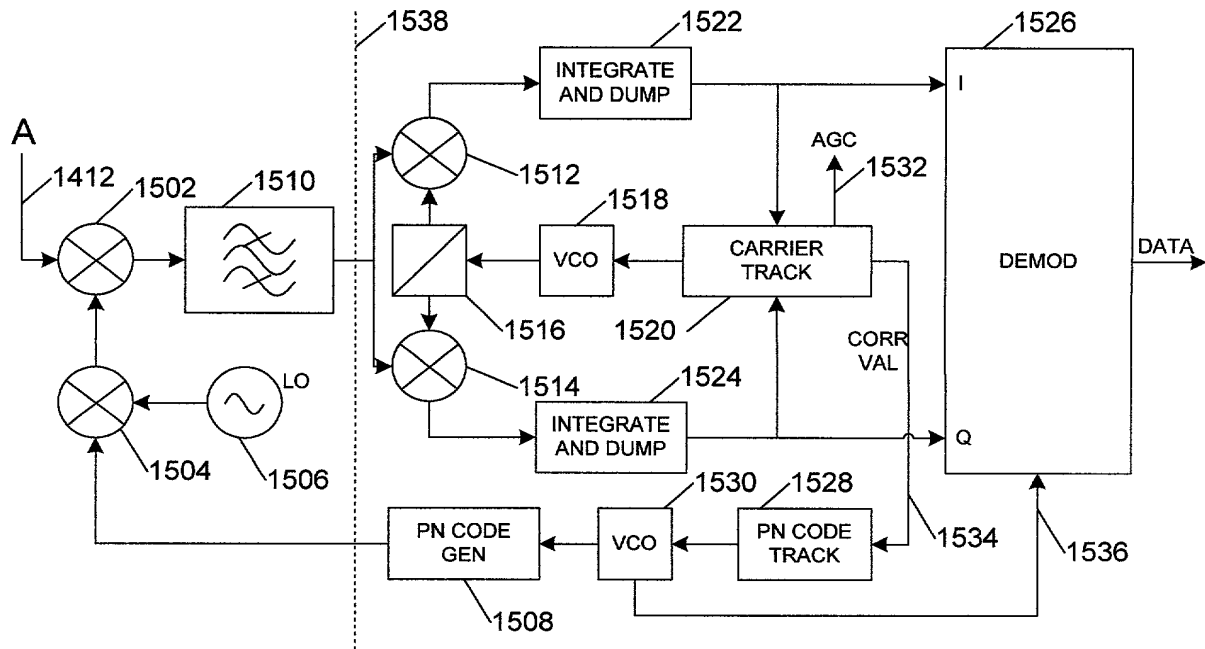 1538
1522
1526
INTEGRATE
AND DUMP
I
A
AGC
1412
1502
1510
1512
1532
1518
VCO
CARRIER
TRACK
DEMOD
DATA
1516
1520
CORR
VAL
LO
1514
1524
INTEGRATE
AND DUMP
Q
1504
1506
1530
1528
PN CODE
GEN
VCO
PN CODE
TRACK
1534
1536
1508